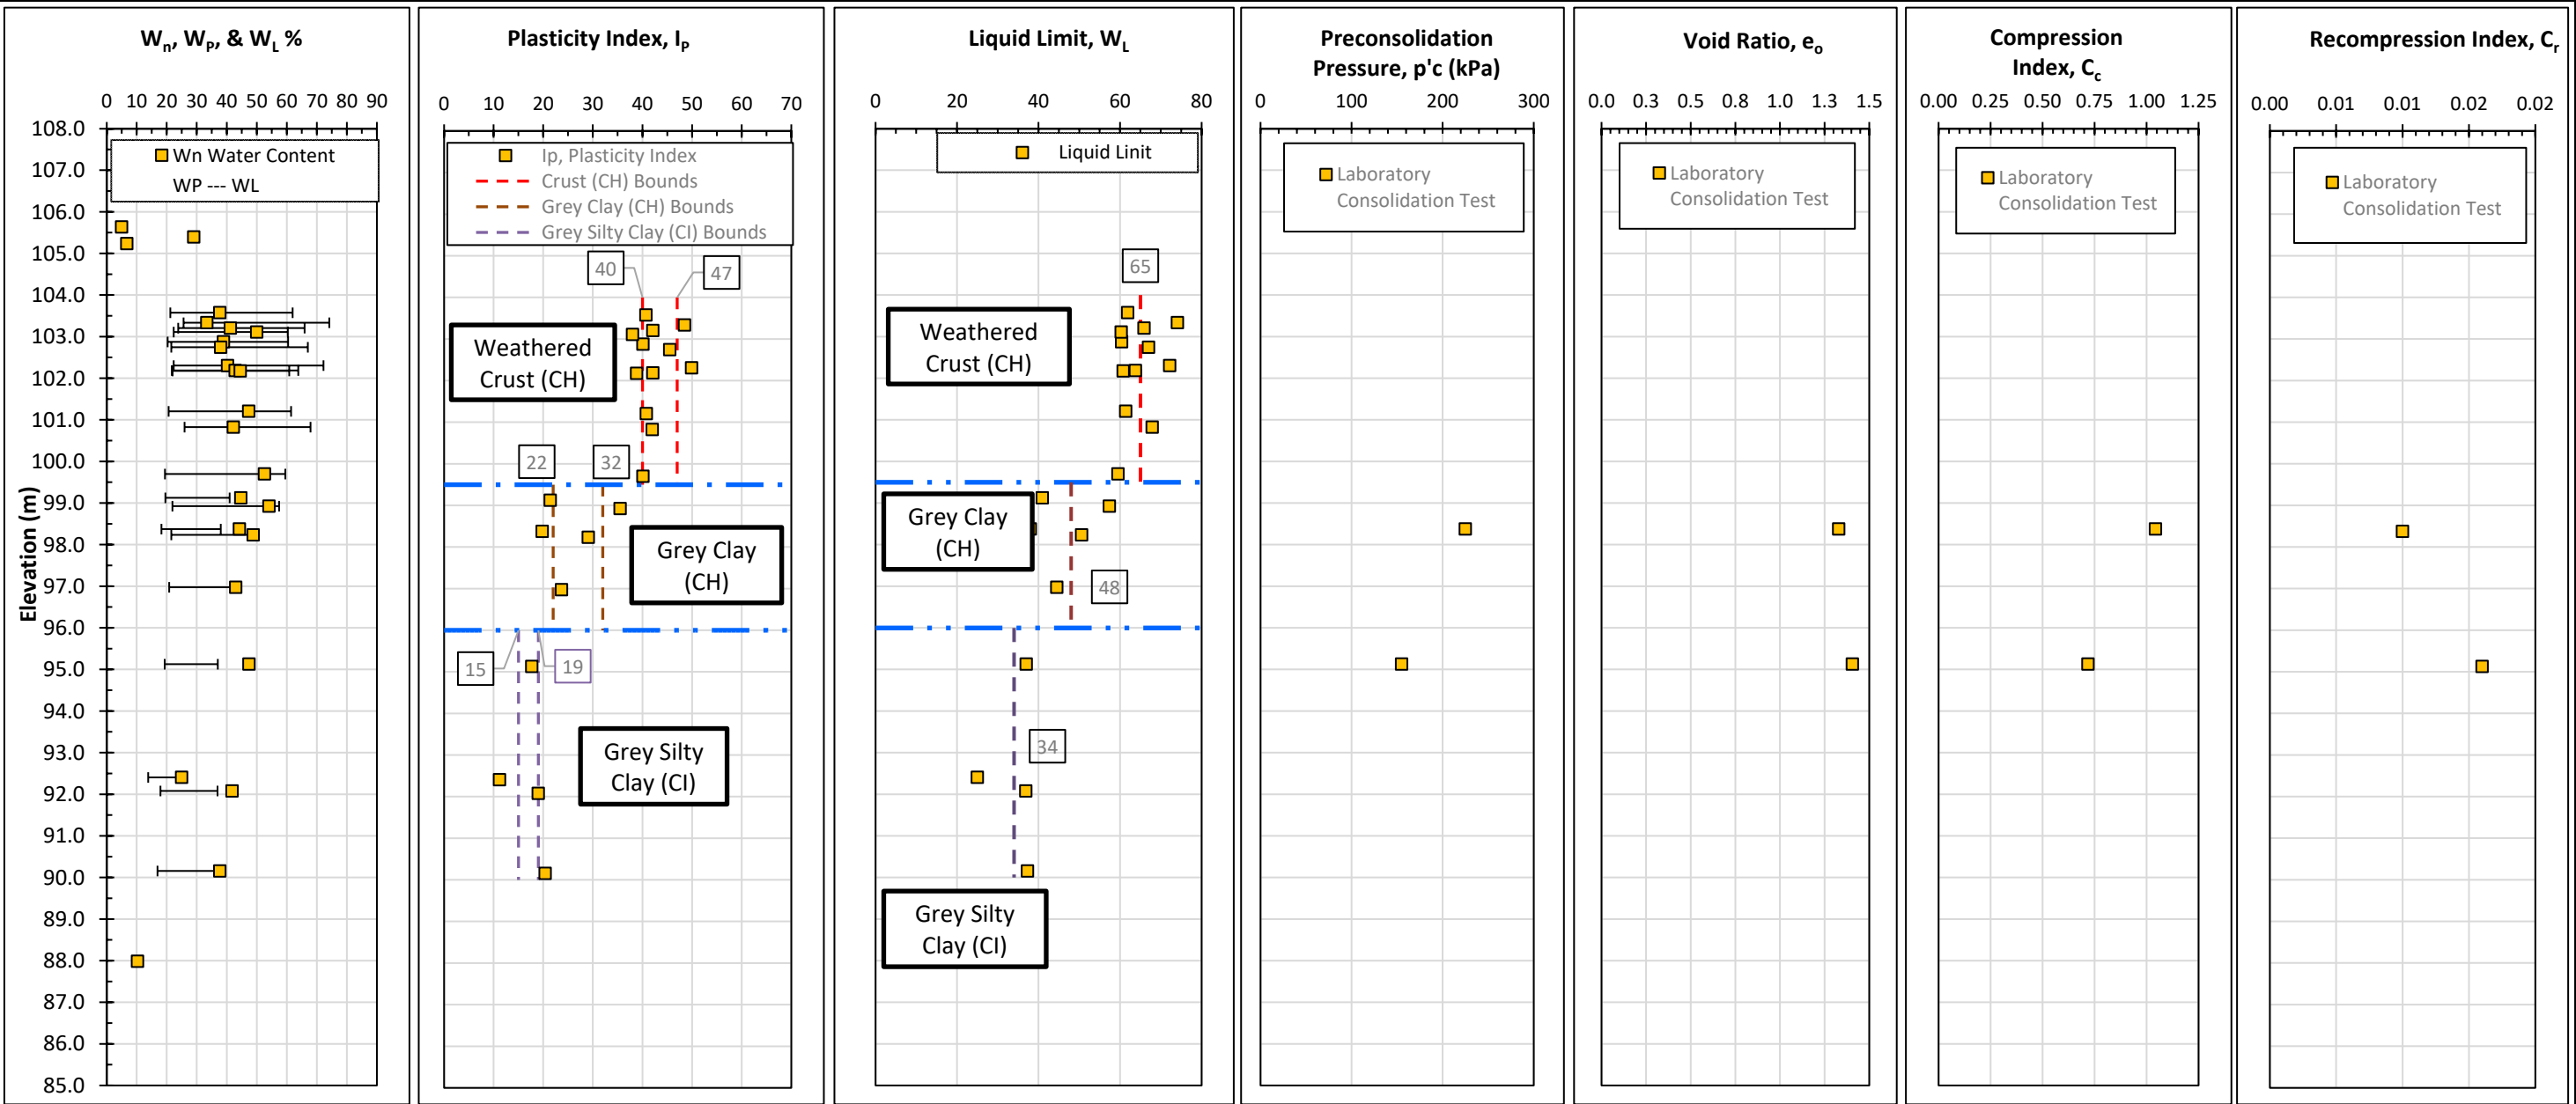 Wn, WP, & WL %
0 10 20 30 40 50 60 70 80 90
Wn Water Content
WP --- WL
Elevation (m)
108.0
107.0
106.0
105.0
104.0
103.0
102.0
101.0
100.0
99.0
98.0
97.0
96.0
95.0
94.0
93.0
92.0
91.0
90.0
89.0
88.0
87.0
86.0
85.0
Plasticity Index, IP
0 10 20 30 40 50 60 70
Ip, Plasticity Index
Crust (CH) Bounds
Grey Clay (CH) Bounds
Grey Silty Clay (CI) Bounds
40
47
Weathered
Crust (CH)
22
32
Grey Clay
(CH)
15
19
Grey Silty
Clay (CI)
Liquid Limit, WL
0 20 40 60 80
Liquid Linit
65
Weathered
Crust (CH)
Grey Clay
(CH)
48
34
Grey Silty
Clay (CI)
Preconsolidation
Pressure, p'c (kPa)
0 100 200 300
Laboratory
Consolidation Test
Void Ratio, eo
0.0 0.3 0.5 0.8 1.0 1.3 1.5
Laboratory
Consolidation Test
Compression
Index, Cc
0.00 0.25 0.50 0.75 1.00 1.25
Laboratory
Consolidation Test
Recompression Index, Cr
0.00 0.01 0.01 0.02 0.02
Laboratory
Consolidation Test